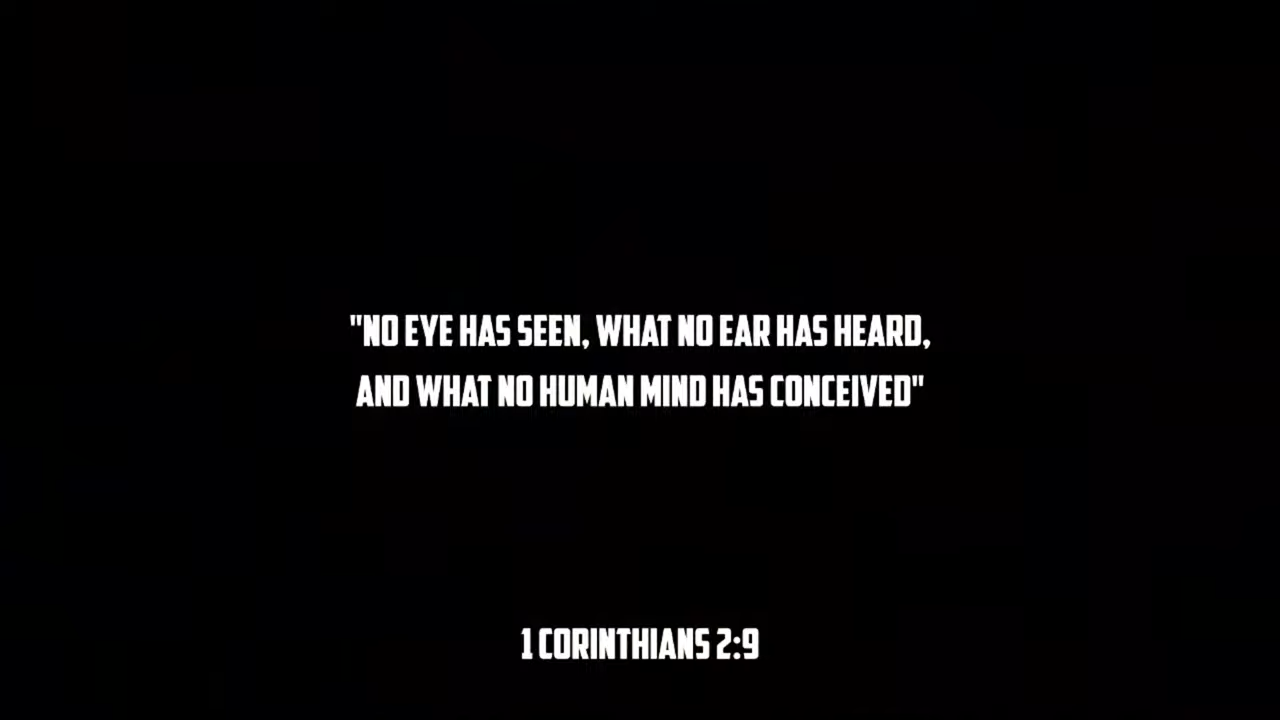 "NO EYE HAS SEEN, WHAT NO EAR HAS HEARD,
AND WHAT NO HUMAN MIND HAS CONCEIVED"
1 CORINTHIANS 2:9